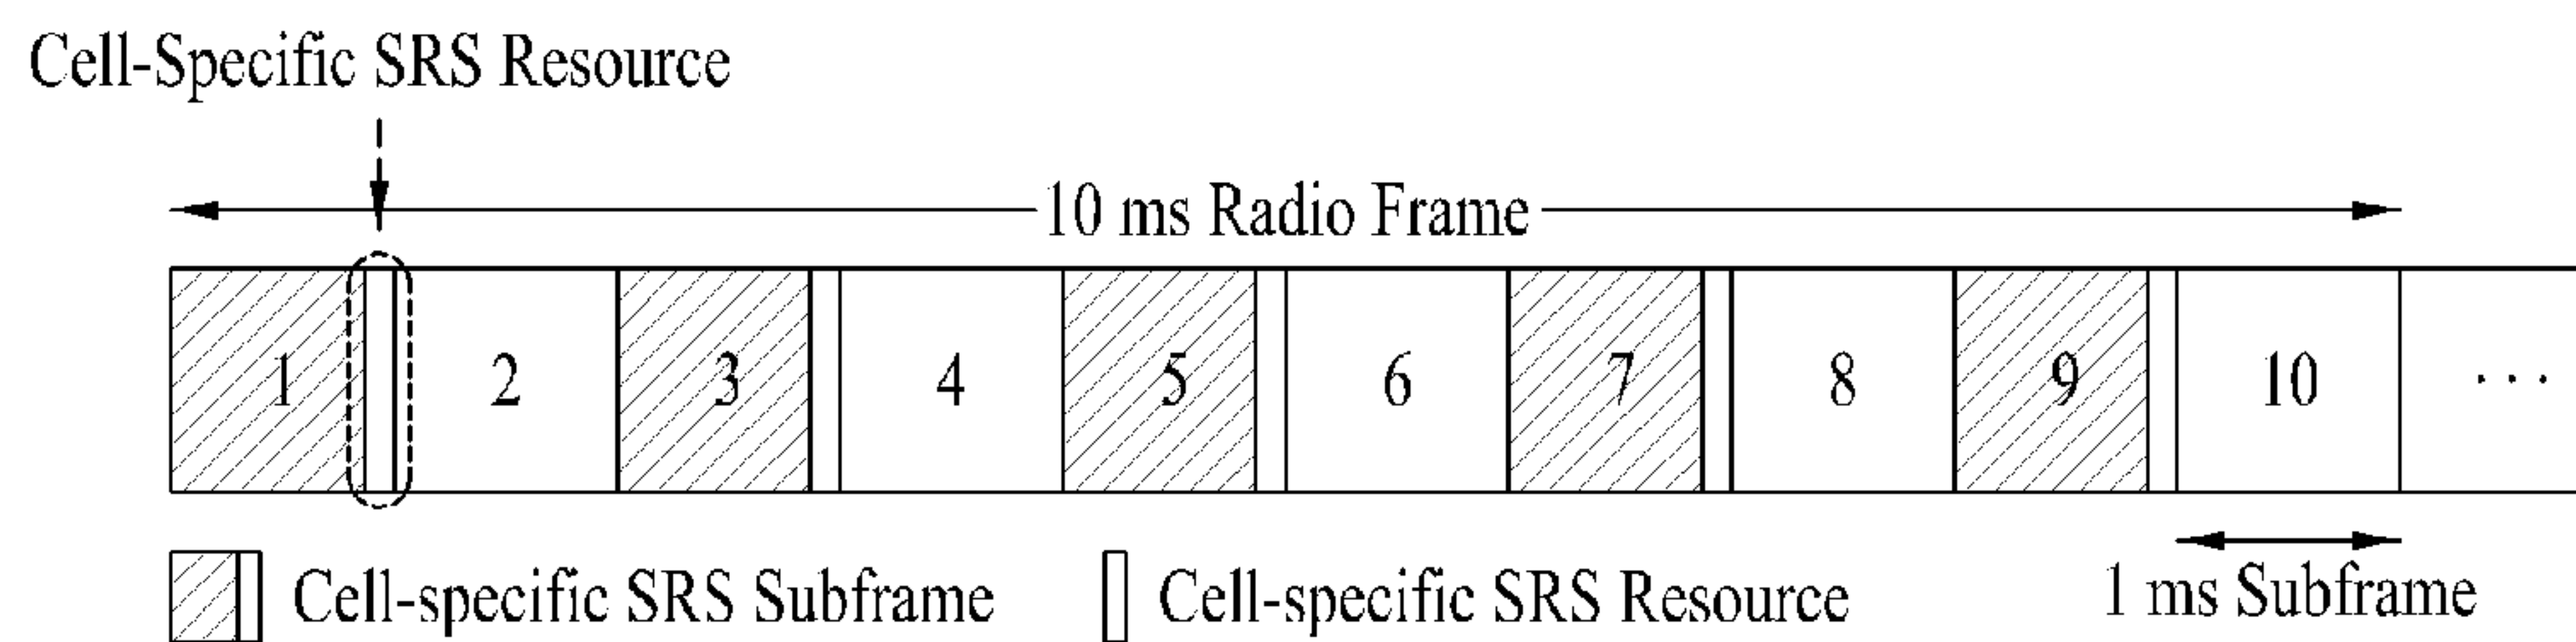 Cell-Specific SRS Resource
10 ms Radio Frame
1 2 3 4 5 6 7 8 9 10 ...
Cell-specific SRS Subframe
Cell-specific SRS Resource
1 ms Subframe